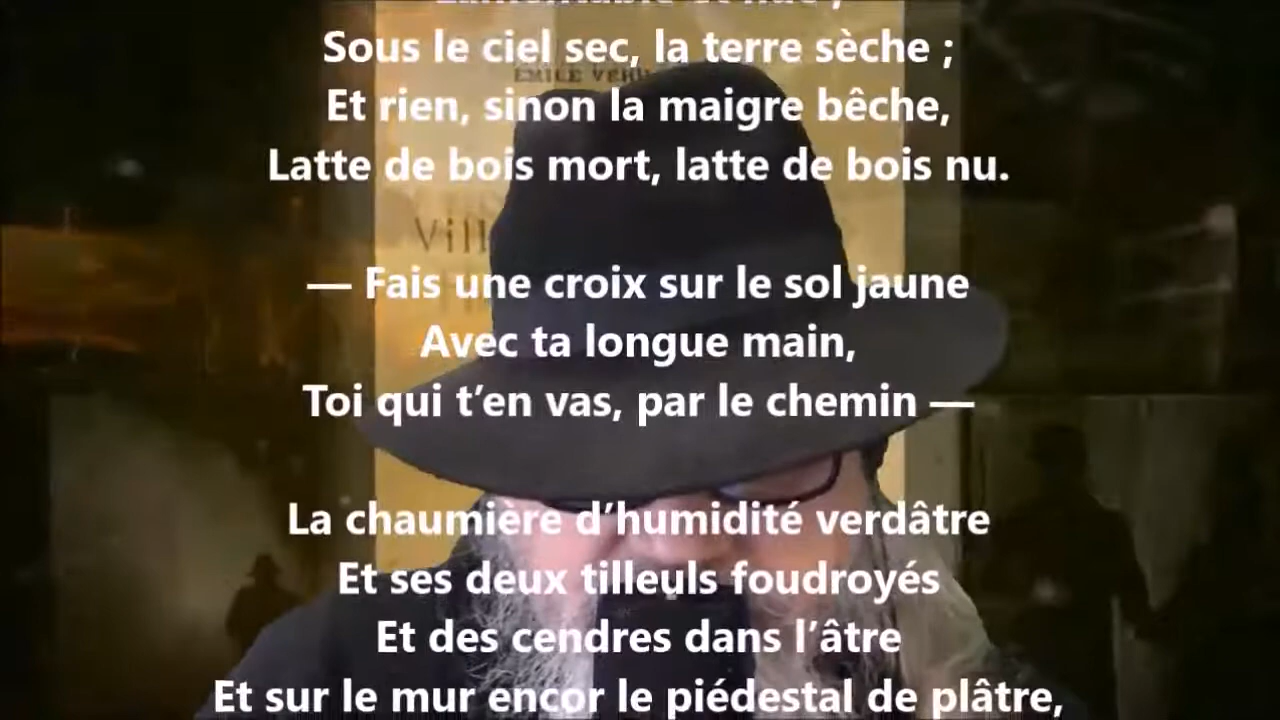 Sous le ciel sec, la terre sèche ;
ÉMILE VERH
Et rien, sinon la maigre bêche,
Latte de bois mort, latte de bois nu.
Vill
— Fais une croix sur le sol jaune
Avec ta longue main,
Toi qui t’en vas, par le chemin —
La chaumière d’humidité verdâtre
Et ses deux tilleuls foudroyés
Et des cendres dans l’âtre
Et sur le mur encor le piédestal de plâtre,